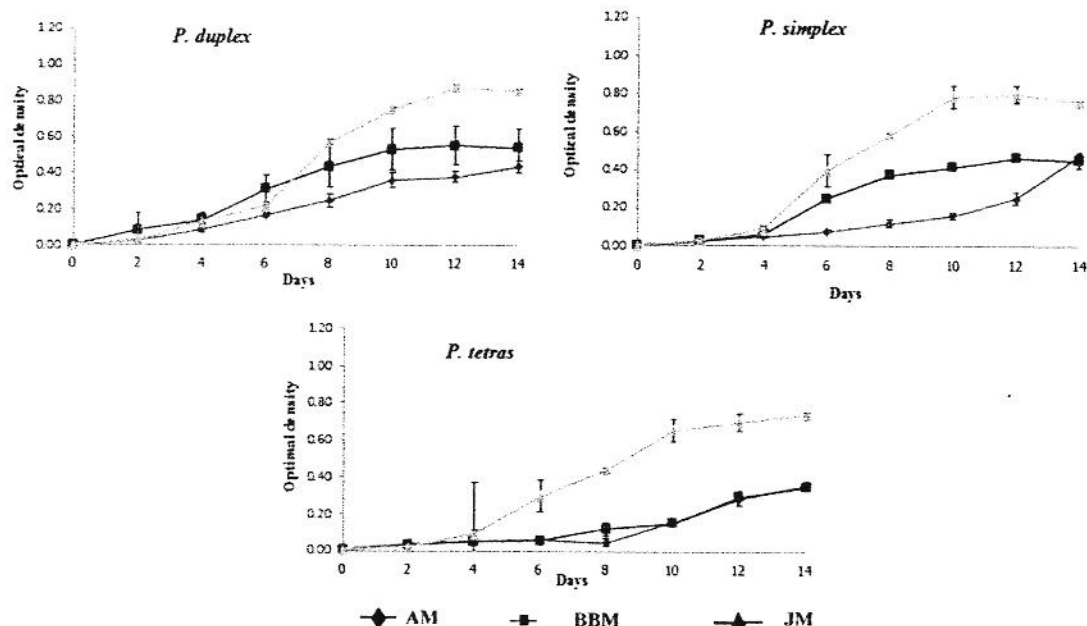 P. duplex
Optical density
1.20
1.00
0.80
0.60
0.40
0.20
0.00
0 2 4 6 8 10 12 14
Days
P. simplex
Optical density
1.20
1.00
0.80
0.60
0.40
0.20
0.00
0 2 4 6 8 10 12 14
Days
P. tetras
Optimal density
1.20
1.00
0.80
0.60
0.40
0.20
0.00
0 2 4 6 8 10 12 14
Days
AM BBM JM